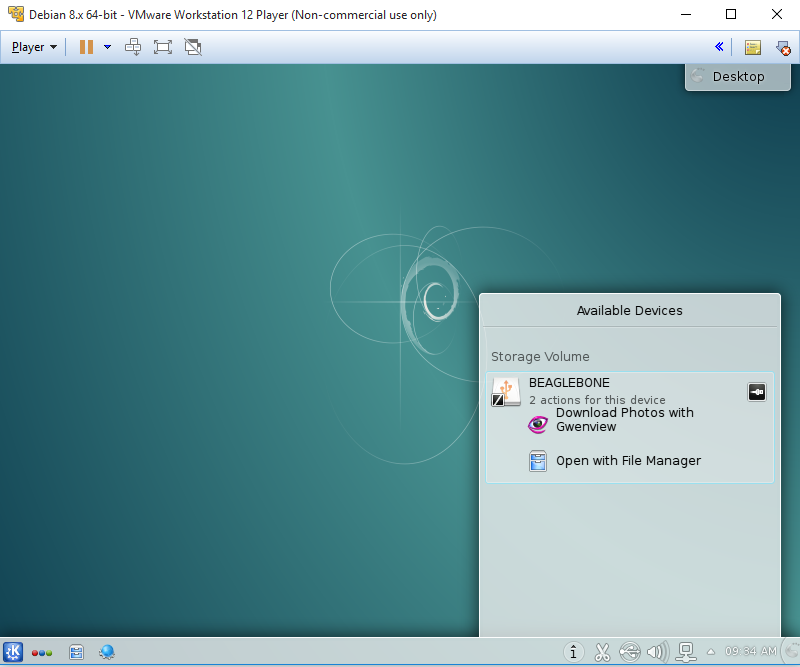 Debian 8.x 64-bit - VMware Workstation 12 Player (Non-commercial use only)
Player
Desktop
Available Devices
Storage Volume
BEAGLEBONE
2 actions for this device
Download Photos with
Gwenview
Open with File Manager
09:34 AM